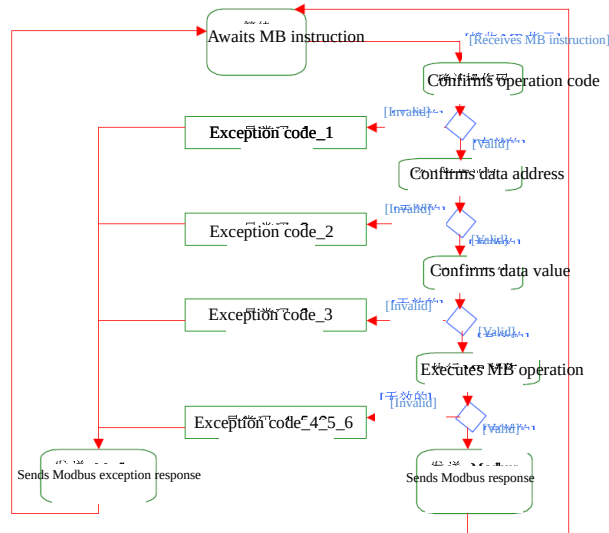 Awaits MB instruction
[Receives MB instruction]
Confirms operation code
[Invalid]
Exception code_1
[Valid]
Confirms data address
[Invalid]
Exception code_2
[Valid]
Confirms data value
[Invalid]
Exception code_3
[Valid]
Executes MB operation
[Invalid]
Exception code_4_5_6
[Valid]
Sends Modbus exception response
Sends Modbus response